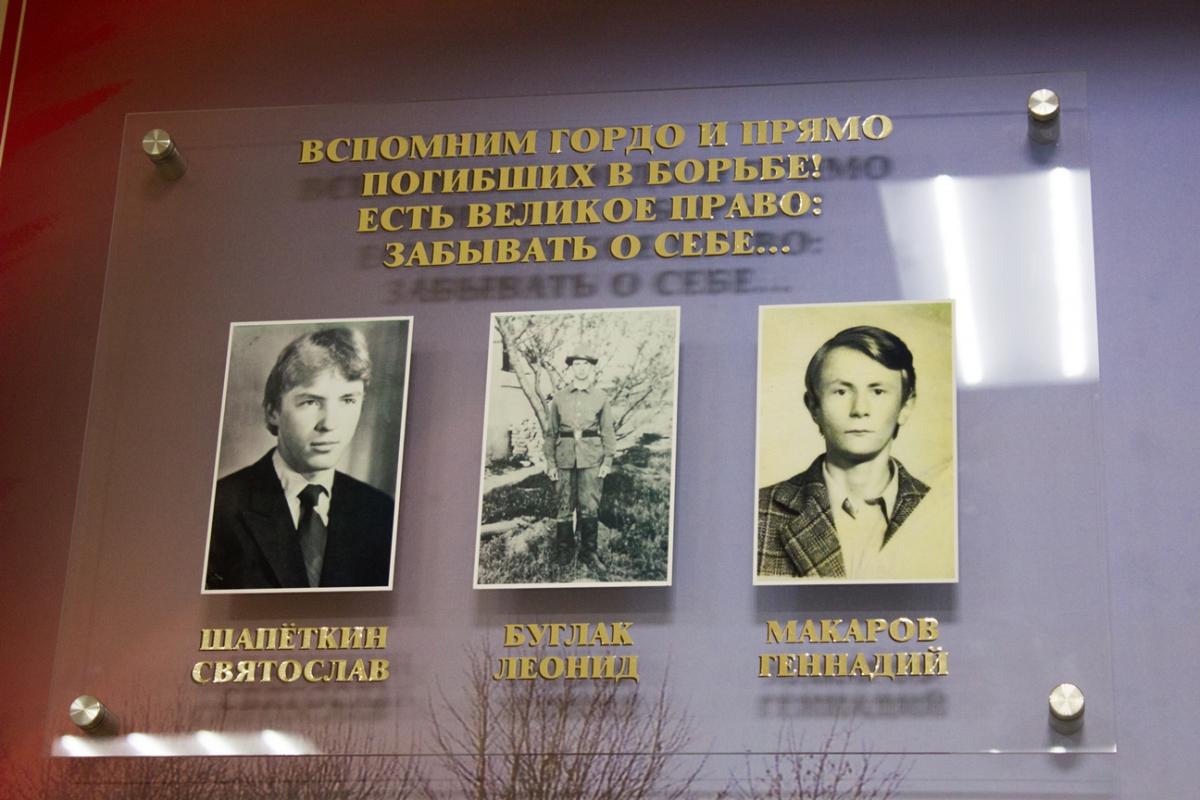 ВСПОМНИМ ГОРДО И ПРЯМО
ПОГИБШИХ В БОРЬБЕ!
ЕСТЬ ВЕЛИКОЕ ПРАВО:
ЗАБЫВАТЬ О СЕБЕ...
ШАПЁТКИН
СВЯТОСЛАВ
БУГЛАК
ЛЕОНИД
МАКАРОВ
ГЕННАДИЙ